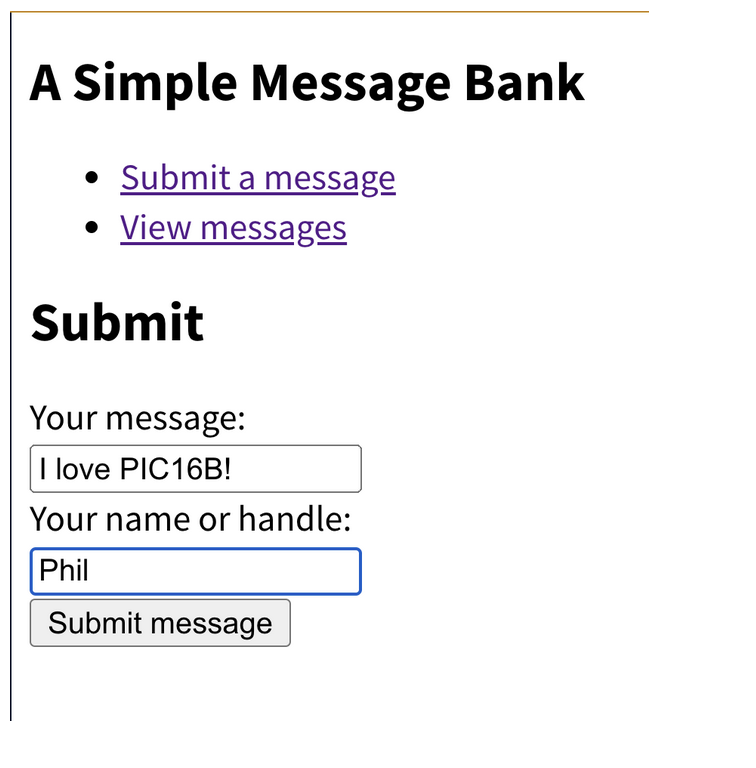 A Simple Message Bank
Submit a message
View messages
Submit
Your message:
I love PIC16B!
Your name or handle:
Phil
Submit message